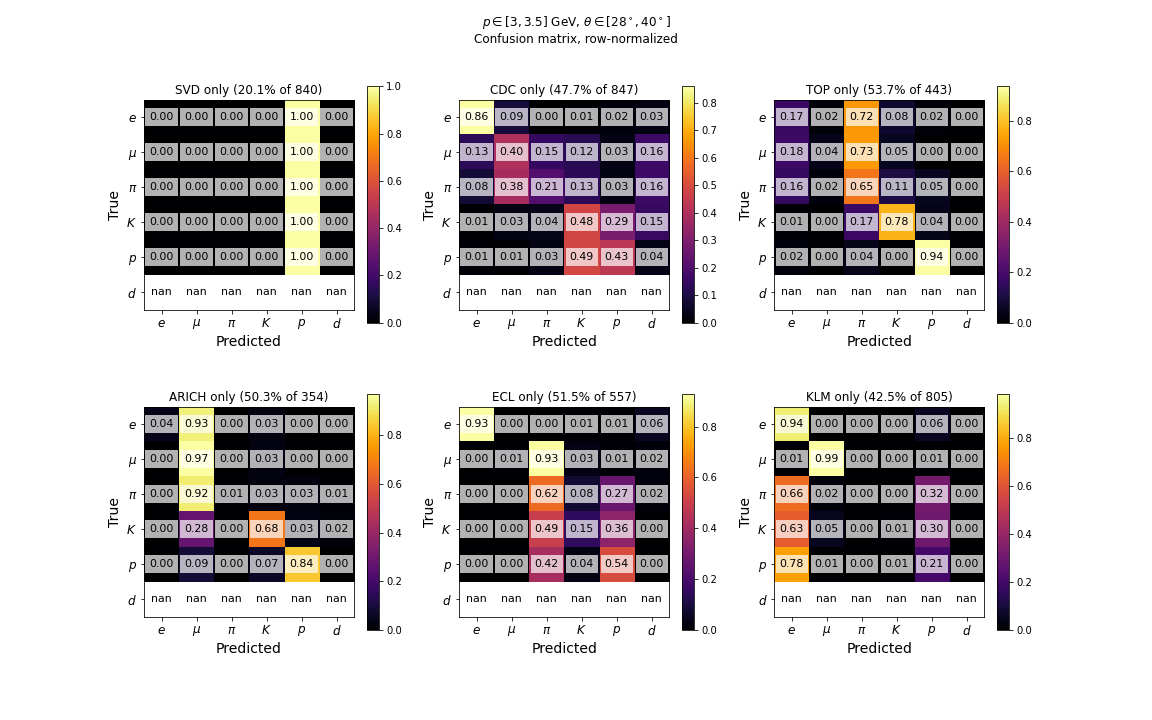 p ∈ [3, 3.5] GeV, θ ∈ [28°, 40°]
Confusion matrix, row-normalized
SVD only (20.1% of 840)
True
e 0.00 0.00 0.00 0.00 1.00 0.00
μ 0.00 0.00 0.00 0.00 1.00 0.00
π 0.00 0.00 0.00 0.00 1.00 0.00
K 0.00 0.00 0.00 0.00 1.00 0.00
p 0.00 0.00 0.00 0.00 1.00 0.00
d nan nan nan nan nan nan
e μ π K p d
Predicted
1.0
0.8
0.6
0.4
0.2
0.0
CDC only (47.7% of 847)
True
e 0.86 0.09 0.00 0.01 0.02 0.03
μ 0.13 0.40 0.15 0.12 0.03 0.16
π 0.08 0.38 0.21 0.13 0.03 0.16
K 0.01 0.03 0.04 0.48 0.29 0.15
p 0.01 0.01 0.03 0.49 0.43 0.04
d nan nan nan nan nan nan
e μ π K p d
Predicted
0.8
0.7
0.6
0.5
0.4
0.3
0.2
0.1
0.0
TOP only (53.7% of 443)
True
e 0.17 0.02 0.72 0.08 0.02 0.00
μ 0.18 0.04 0.73 0.05 0.00 0.00
π 0.16 0.02 0.65 0.11 0.05 0.00
K 0.01 0.00 0.17 0.78 0.04 0.00
p 0.02 0.00 0.04 0.00 0.94 0.00
d nan nan nan nan nan nan
e μ π K p d
Predicted
0.8
0.6
0.4
0.2
0.0
ARICH only (50.3% of 354)
True
e 0.04 0.93 0.00 0.03 0.00 0.00
μ 0.00 0.97 0.00 0.03 0.00 0.00
π 0.00 0.92 0.01 0.03 0.03 0.01
K 0.00 0.28 0.00 0.68 0.03 0.02
p 0.00 0.09 0.00 0.07 0.84 0.00
d nan nan nan nan nan nan
e μ π K p d
Predicted
0.8
0.6
0.4
0.2
0.0
ECL only (51.5% of 557)
True
e 0.93 0.00 0.00 0.01 0.01 0.06
μ 0.00 0.01 0.93 0.03 0.01 0.02
π 0.00 0.00 0.62 0.08 0.27 0.02
K 0.00 0.00 0.49 0.15 0.36 0.00
p 0.00 0.00 0.42 0.04 0.54 0.00
d nan nan nan nan nan nan
e μ π K p d
Predicted
0.8
0.6
0.4
0.2
0.0
KLM only (42.5% of 805)
True
e 0.94 0.00 0.00 0.00 0.06 0.00
μ 0.01 0.99 0.00 0.00 0.01 0.00
π 0.66 0.02 0.00 0.00 0.32 0.00
K 0.63 0.05 0.00 0.01 0.30 0.00
p 0.78 0.01 0.00 0.01 0.21 0.00
d nan nan nan nan nan nan
e μ π K p d
Predicted
0.8
0.6
0.4
0.2
0.0